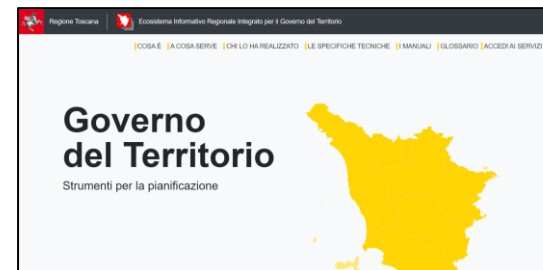 Regione Toscana Ecosistema Informativo Regionale Integrato per il Governo del Territorio
|COSA È |A COSA SERVE |CHI LO HA REALIZZATO |LE SPECIFICHE TECNICHE |I MANUALI |GLOSSARIO |ACCEDI AI SERVIZI
Governo
del Territorio
Strumenti per la pianificazione